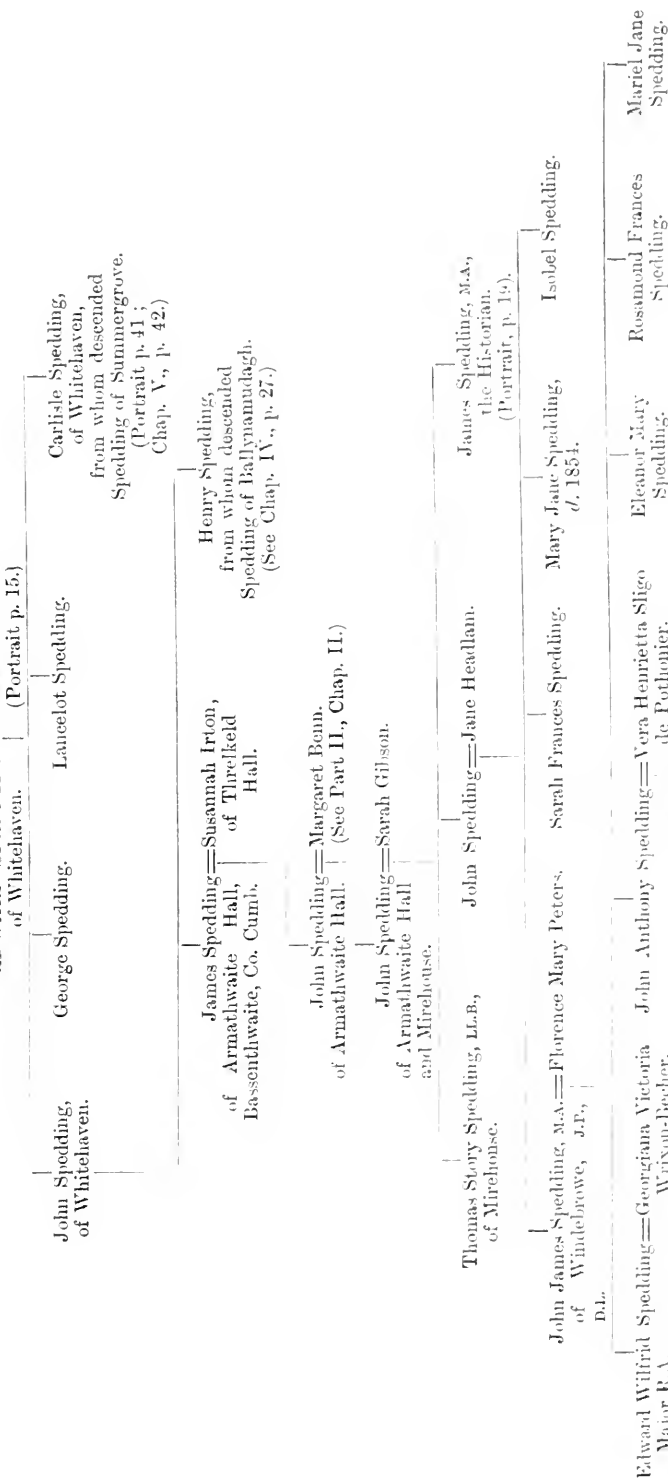 of Whitehaven.
(Portrait p. 15.)
John Spedding,
of Whitehaven.
George Spedding.
Lancelot Spedding.
Carlisle Spedding,
of Whitehaven,
from whom descended
Spedding of Summergrove.
(Portrait p. 41;
Chap. V., p. 42.)
James Spedding=Susannah Irton,
of Armathwaite Hall, of Threlkeld
Bassenthwaite, Co. Cumb. Hall.
Henry Spedding,
from whom descended
Spedding of Ballynamudagh.
(See Chap. IV., p. 27.)
John Spedding=Margaret Benn.
of Armathwaite Hall. (See Part II., Chap. II.)
John Spedding=Sarah Gibson.
of Armathwaite Hall
and Mirehouse.
Thomas Story Spedding, LL.B.,
of Mirehouse.
John Spedding=Jane Headlam.
James Spedding, M.A.,
the Historian.
(Portrait, p. 19).
John James Spedding, M.A.=Florence Mary Peters.
of Windebrowe, J.P.,
D.L.
Sarah Frances Spedding.
Mary Jane Spedding,
d. 1854.
Isobel Spedding.
Edward Wilfrid Spedding=Georgiana Victoria
Major Wrixon-Becher.
John Anthony Spedding=Vera Henrietta Sligo
de Pothonier.
Eleanor Mary
Spedding.
Rosamond Frances
Spedding.
Mariel Jane
Spedding.